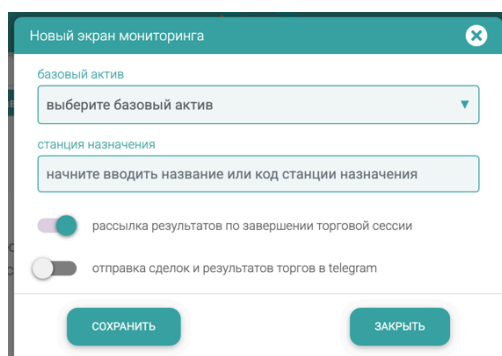 Новый экран мониторинга
базовый актив
выберите базовый актив
станция назначения
начните вводить название или код станции назначения
рассылка результатов по завершении торговой сессии
отправка сделок и результатов торгов в telegram
СОХРАНИТЬ
ЗАКРЫТЬ